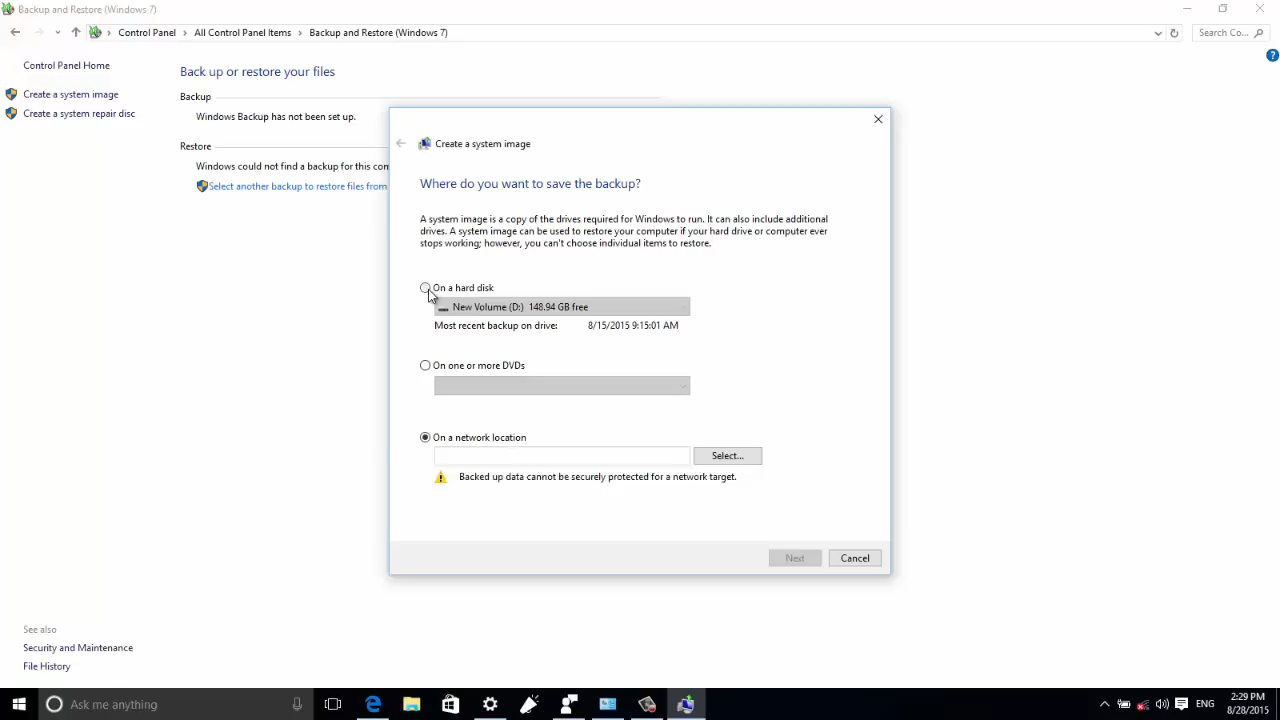 Backup and Restore (Windows 7)
Control Panel > All Control Panel Items > Backup and Restore (Windows 7)
Search Co...
Control Panel Home
Create a system image
Create a system repair disc
Back up or restore your files
Backup
Windows Backup has not been set up.
Restore
Windows could not find a backup for this con
Select another backup to restore files from
Create a system image
Where do you want to save the backup?
A system image is a copy of the drives required for Windows to run. It can also include additional
drives. A system image can be used to restore your computer if your hard drive or computer ever
stops working; however, you can't choose individual items to restore.
On a hard disk
New Volume (D:) 148.94 GB free
Most recent backup on drive: 8/15/2015 9:15:01 AM
On one or more DVDs
On a network location
Select...
Backed up data cannot be securely protected for a network target.
Next
Cancel
See also
Security and Maintenance
File History
Ask me anything
ENG
2:29 PM
8/28/2015